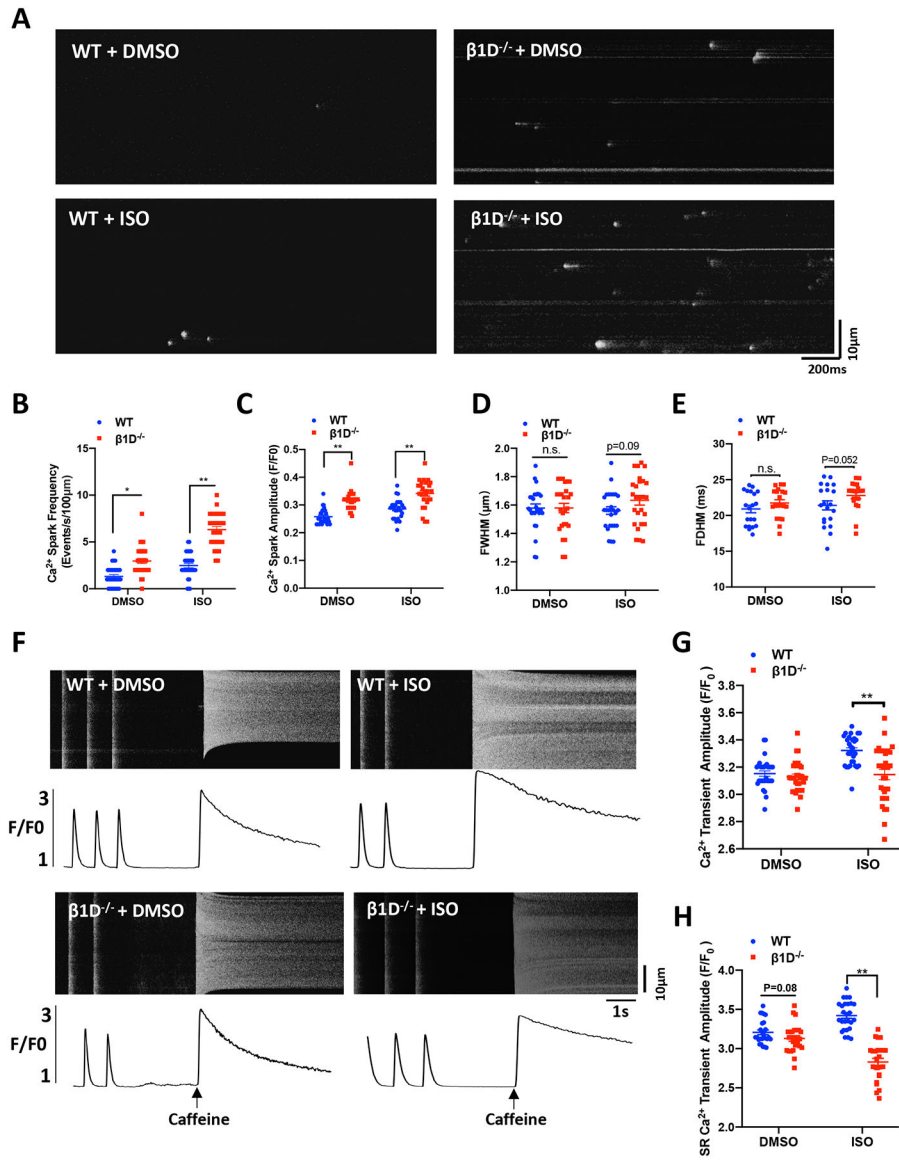 A
WT + DMSO
β1D-/- + DMSO
WT + ISO
β1D-/- + ISO
10μm
200ms
B
WT
β1D-/-
Ca2+ Spark Frequency
(Events/s/100μm)
15
10
5
0
*
**
DMSO
ISO
C
WT
β1D-/-
Ca2+ Spark Amplitude (F/F0)
0.5
0.4
0.3
0.2
0.1
0.0
**
**
DMSO
ISO
D
WT
β1D-/-
FWHM (μm)
2.0
1.8
1.6
1.4
1.2
1.0
n.s.
p=0.09
DMSO
ISO
E
WT
β1D-/-
FDHM (ms)
30
20
10
n.s.
P=0.052
DMSO
ISO
F
WT + DMSO
WT + ISO
3
F/F0
1
β1D-/- + DMSO
β1D-/- + ISO
10μm
1s
3
F/F0
1
Caffeine
Caffeine
G
WT
β1D-/-
Ca2+ Transient Amplitude (F/F0)
3.8
3.6
3.4
3.2
3.0
2.8
2.6
**
DMSO
ISO
H
WT
β1D-/-
SR Ca2+ Transient Amplitude (F/F0)
4.0
3.5
3.0
2.5
2.0
P=0.08
**
DMSO
ISO